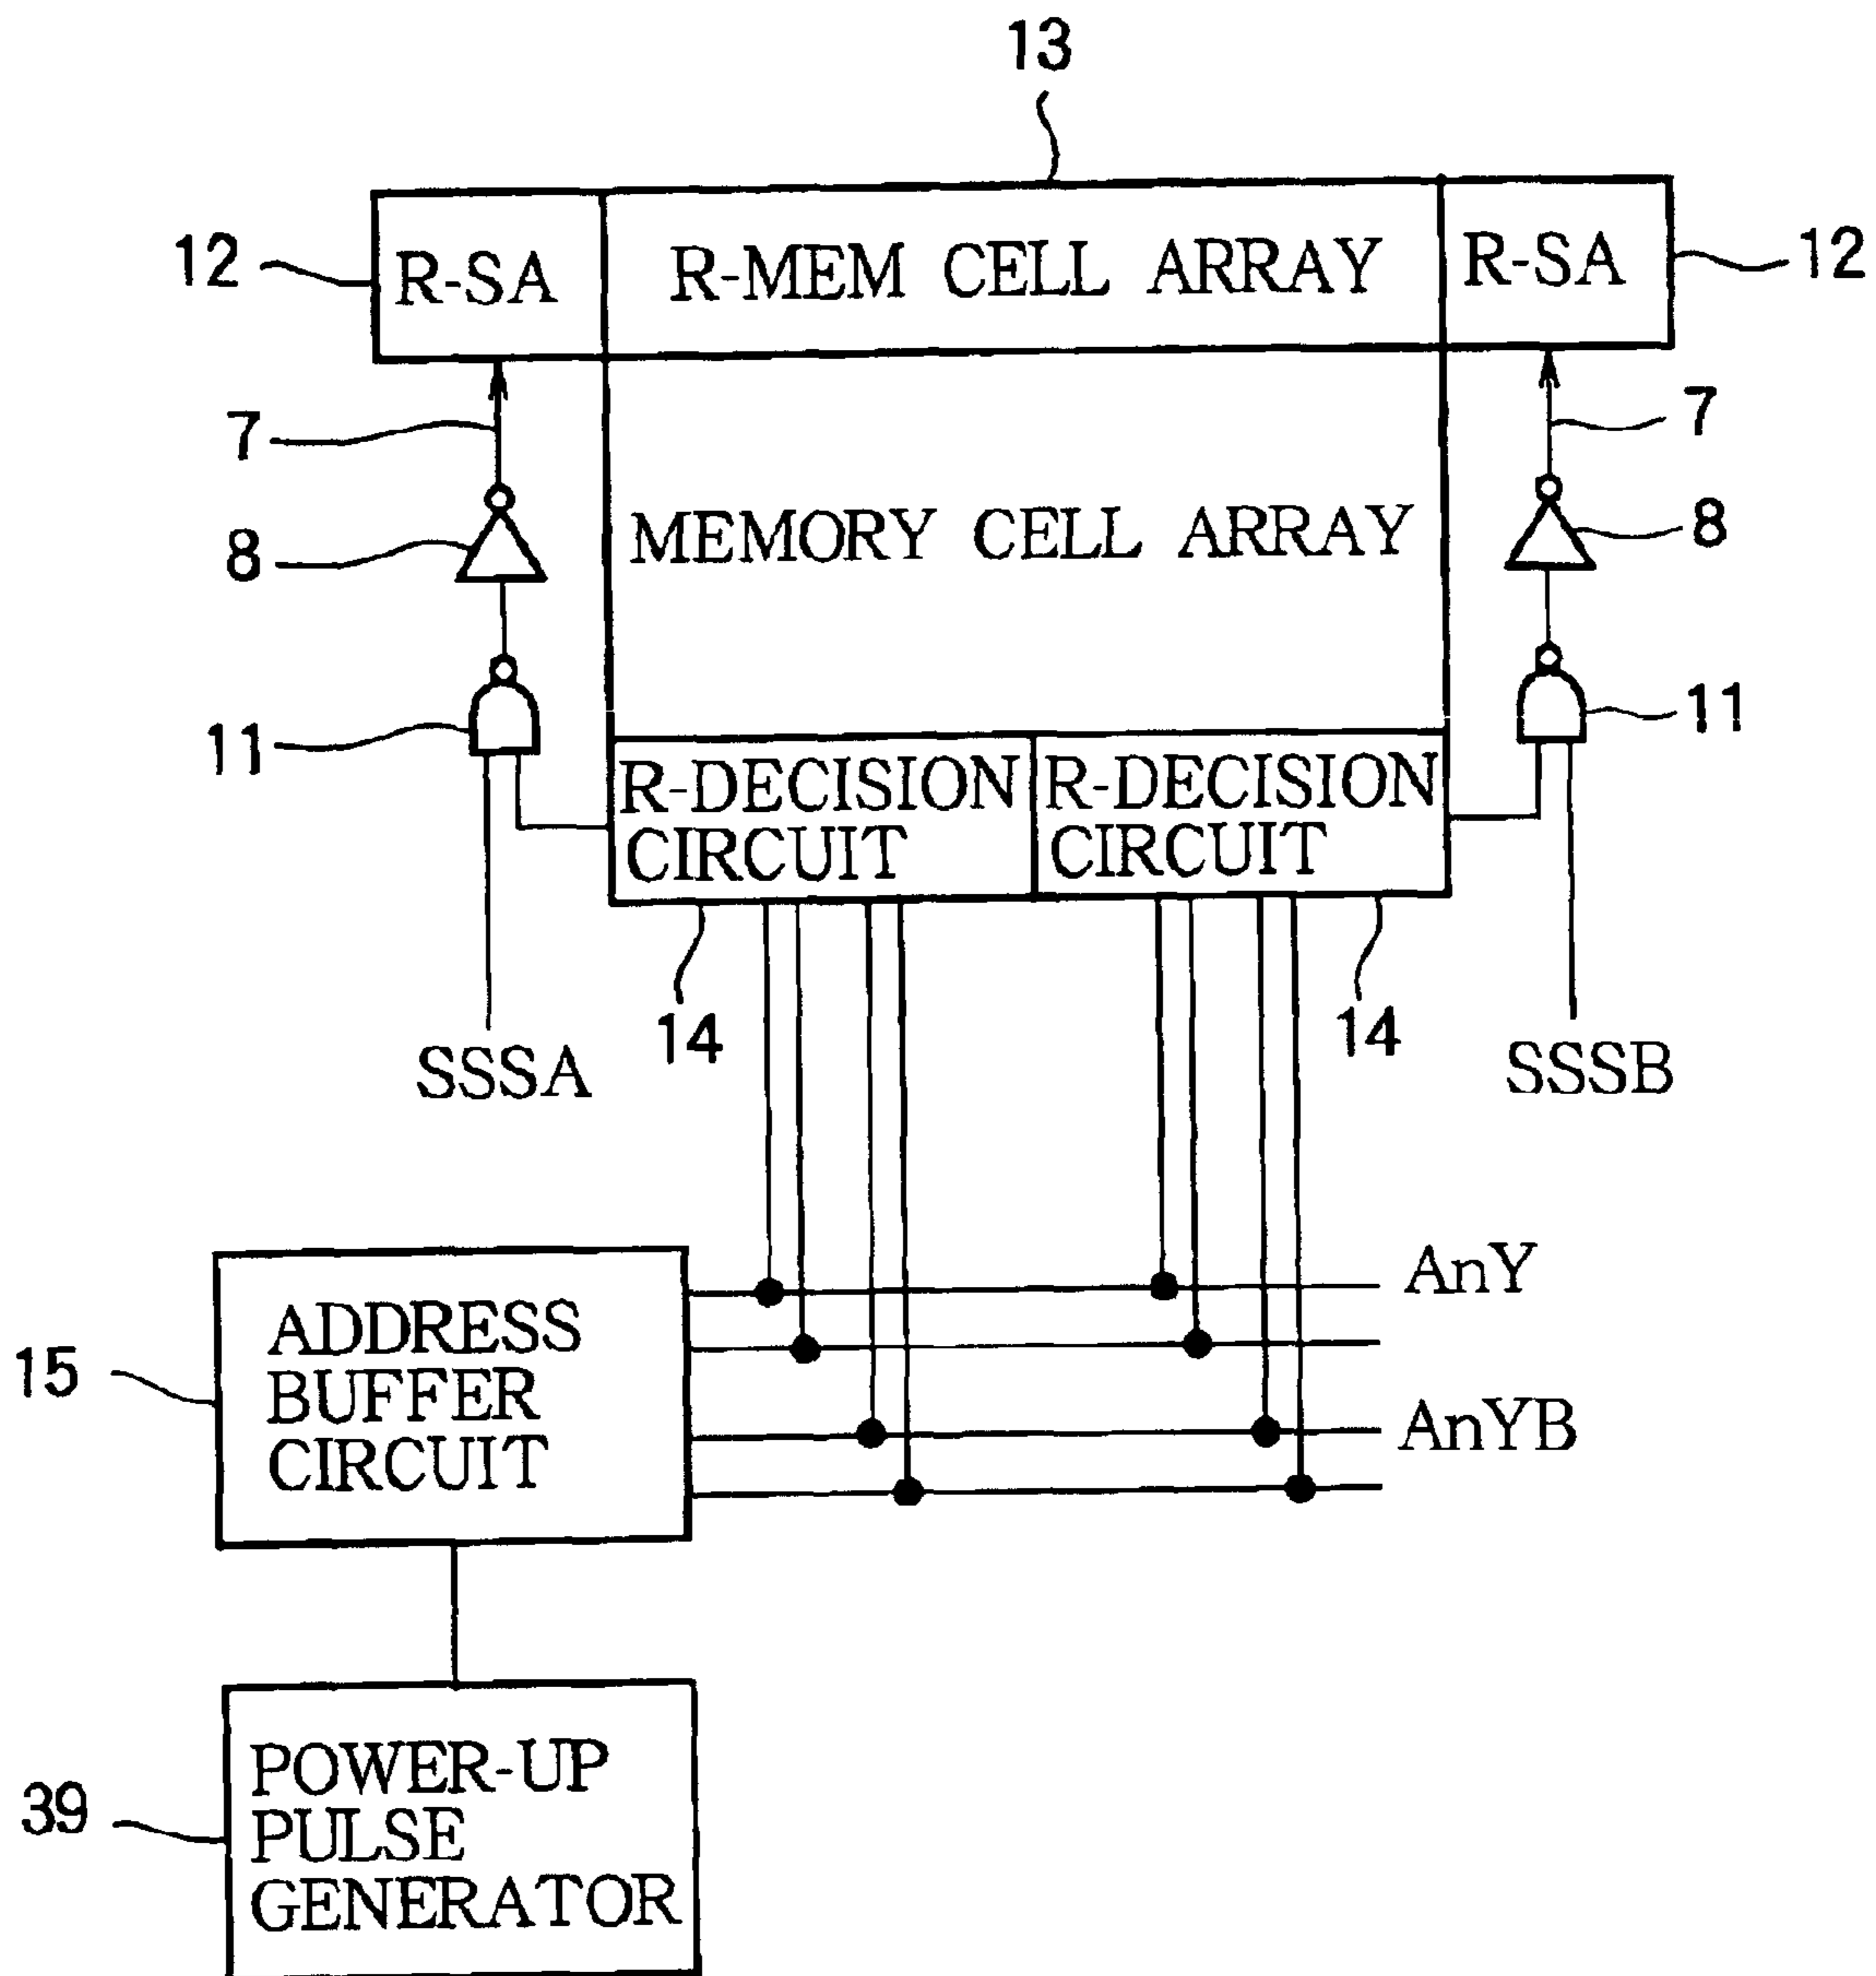 13
12 R-SA R-MEM CELL ARRAY R-SA 12
7 7
8 MEMORY CELL ARRAY 8
11 11
R-DECISION R-DECISION
CIRCUIT CIRCUIT
14 14
SSSA SSSB
AnY
ADDRESS
15 BUFFER
CIRCUIT
AnYB
POWER-UP
39 PULSE
GENERATOR